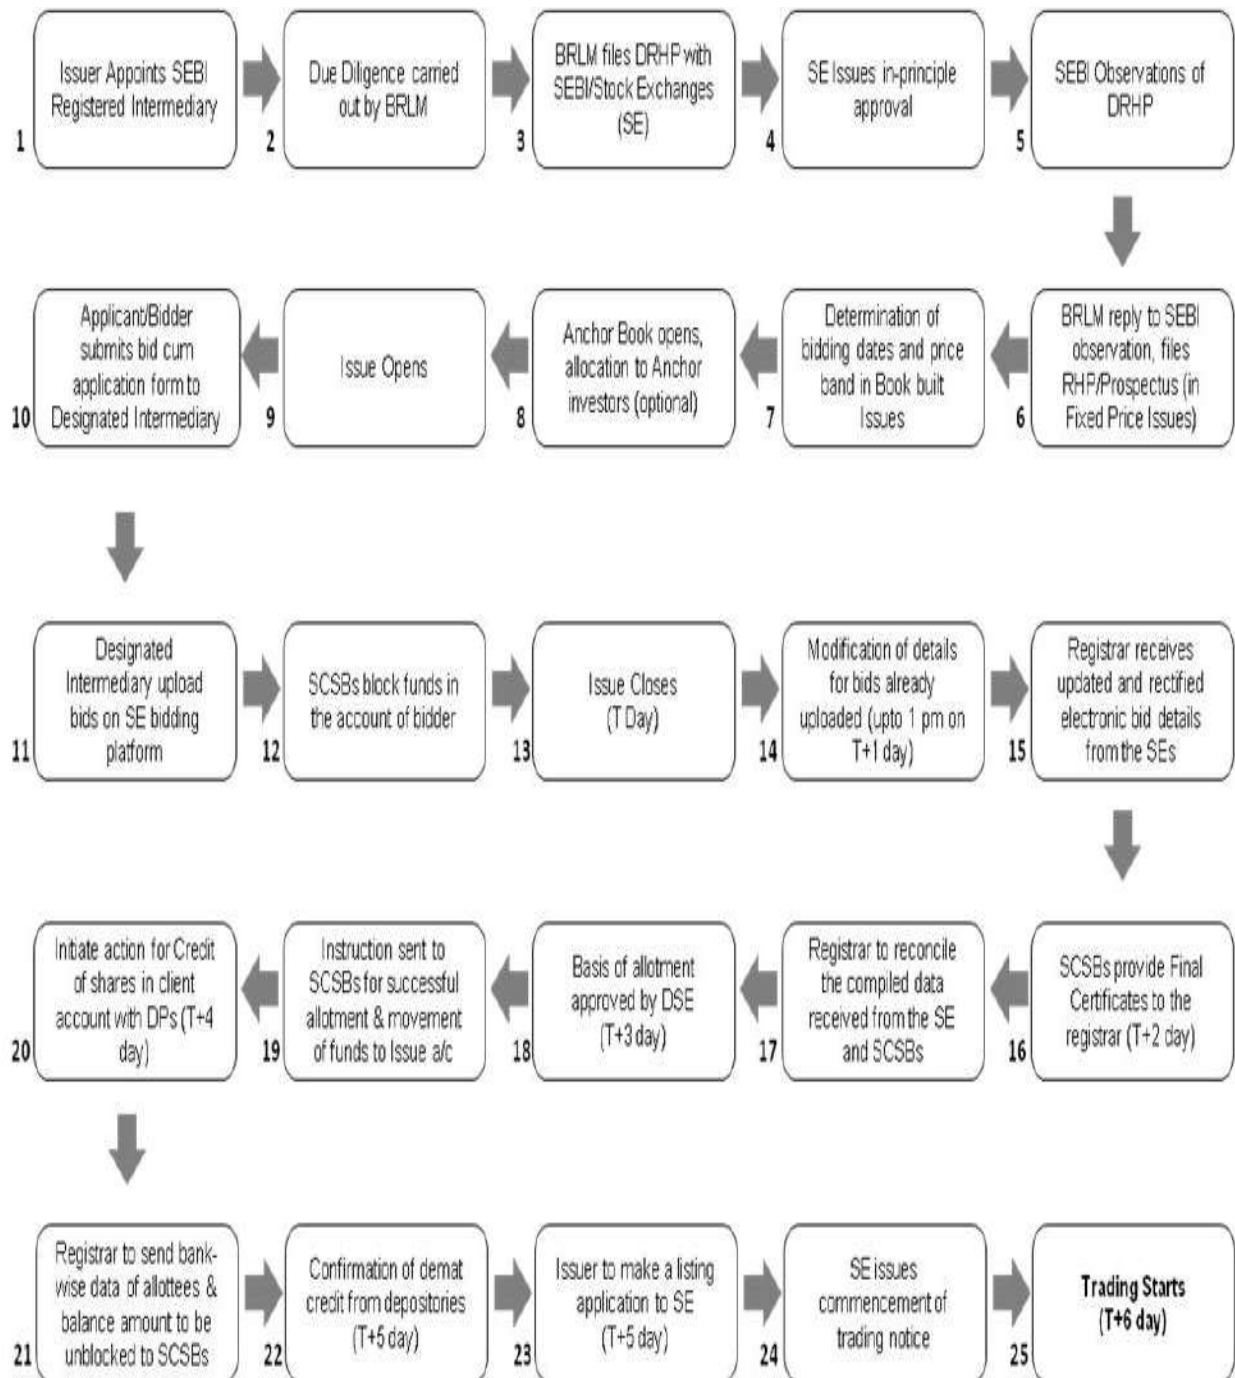 Issuer Appoints SEBI
Registered Intermediary
1
Due Diligence carried
out by BRLM
2
BRLM files DRHP with
SEBI/Stock Exchanges
(SE)
3
SE Issues in-principle
approval
4
SEBI Observations of
DRHP
5
BRLM reply to SEBI
observation, files
RHP/Prospectus (in
Fixed Price Issues)
6
Determination of
bidding dates and price
band in Book built
Issues
7
Anchor Book opens,
allocation to Anchor
investors (optional)
8
Issue Opens
9
Applicant/Bidder
submits bid cum
application form to
Designated Intermediary
10
Designated
Intermediary upload
bids on SE bidding
platform
11
SCSBs block funds in
the account of bidder
12
Issue Closes
(T Day)
13
Modification of details
for bids already
uploaded (upto 1 pm on
T+1 day)
14
Registrar receives
updated and rectified
electronic bid details
from the SEs
15
SCSBs provide Final
Certificates to the
registrar (T+2 day)
16
Registrar to reconcile
the compiled data
received from the SE
and SCSBs
17
Basis of allotment
approved by DSE
(T+3 day)
18
Instruction sent to
SCSBs for successful
allotment & movement
of funds to Issue a/c
19
Initiate action for Credit
of shares in client
account with DPs (T+4
day)
20
Registrar to send bank-
wise data of allottees &
balance amount to be
unblocked to SCSBs
21
Confirmation of demat
credit from depositories
(T+5 day)
22
Issuer to make a listing
application to SE
(T+5 day)
23
SE issues
commencement of
trading notice
24
Trading Starts
(T+6 day)
25